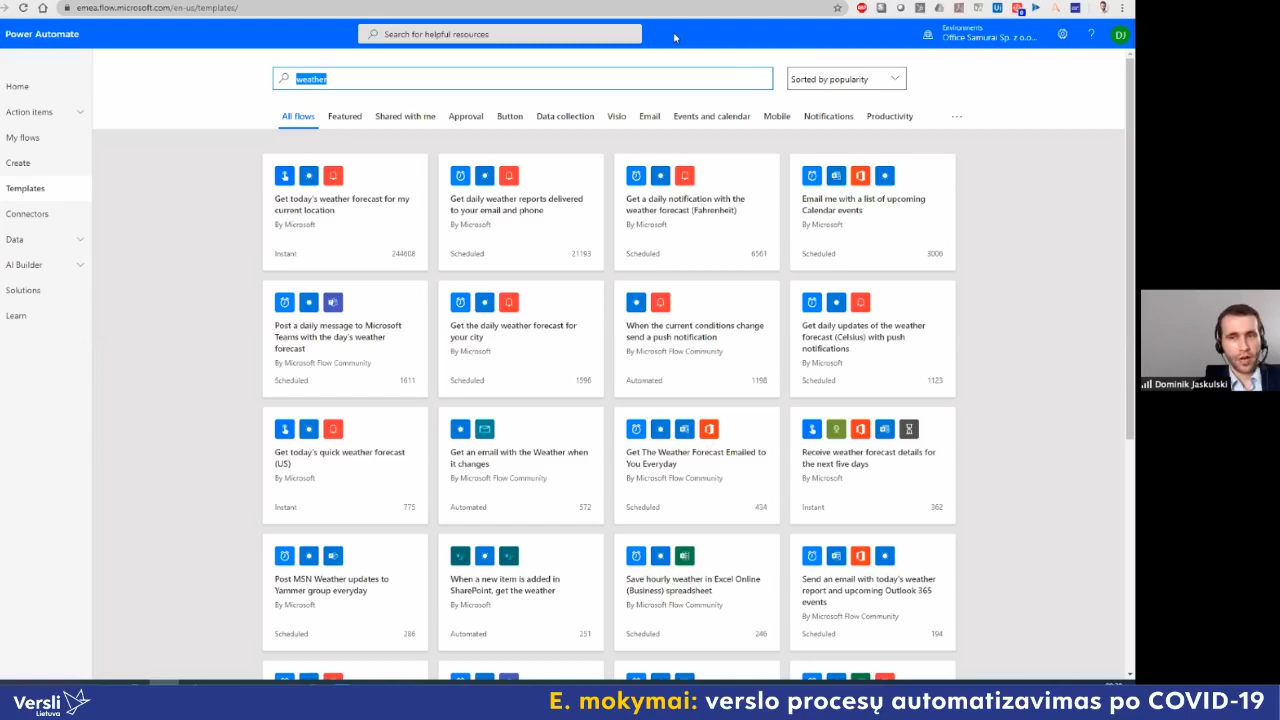 emea.flow.microsoft.com/en-us/templates/
Power Automate
Search for helpful resources
Environments
Office Samurai Sp. z o.o...
?
DJ
Home
Action items
My flows
Create
Templates
Connectors
Data
AI Builder
Solutions
Learn
weather
Sorted by popularity
All flows Featured Shared with me Approval Button Data collection Visio Email Events and calendar Mobile Notifications Productivity ...
Get today's weather forecast for my
current location
By Microsoft
Instant 244608
Get daily weather reports delivered
to your email and phone
By Microsoft
Scheduled 21193
Get a daily notification with the
weather forecast (Fahrenheit)
By Microsoft
Scheduled 6561
Email me with a list of upcoming
Calendar events
By Microsoft
Scheduled 3006
Post a daily message to Microsoft
Teams with the day's weather
forecast
By Microsoft Flow Community
Scheduled 1611
Get the daily weather forecast for
your city
By Microsoft
Scheduled 1596
When the current conditions change
send a push notification
By Microsoft Flow Community
Automated 1198
Get daily updates of the weather
forecast (Celsius) with push
notifications
By Microsoft Flow Community
Scheduled 1123
Get today's quick weather forecast
(US)
By Microsoft
Instant 775
Get an email with the Weather when
it changes
By Microsoft Flow Community
Automated 572
Get The Weather Forecast Emailed to
You Everyday
By Microsoft Flow Community
Scheduled 434
Receive weather forecast details for
the next five days
By Microsoft
Instant 362
Post MSN Weather updates to
Yammer group everyday
By Microsoft
Scheduled 286
When a new item is added in
SharePoint, get the weather
By Microsoft
Automated 251
Save hourly weather in Excel Online
(Business) spreadsheet
By Microsoft Flow Community
Scheduled 246
Send an email with today's weather
report and upcoming Outlook 365
events
By Microsoft Flow Community
Scheduled 194
Dominik Jaskulski
Versli
Lietuva
E. mokymai: verslo procesų automatizavimas po COVID-19